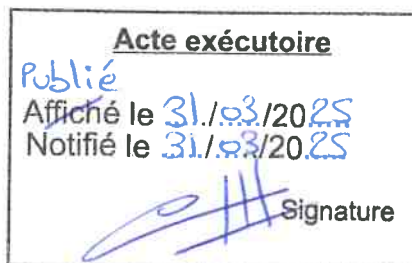 Acte exécutoire
Publié
Affiché le 31./.03/2025
Notifié le 31./.03/2025
Signature